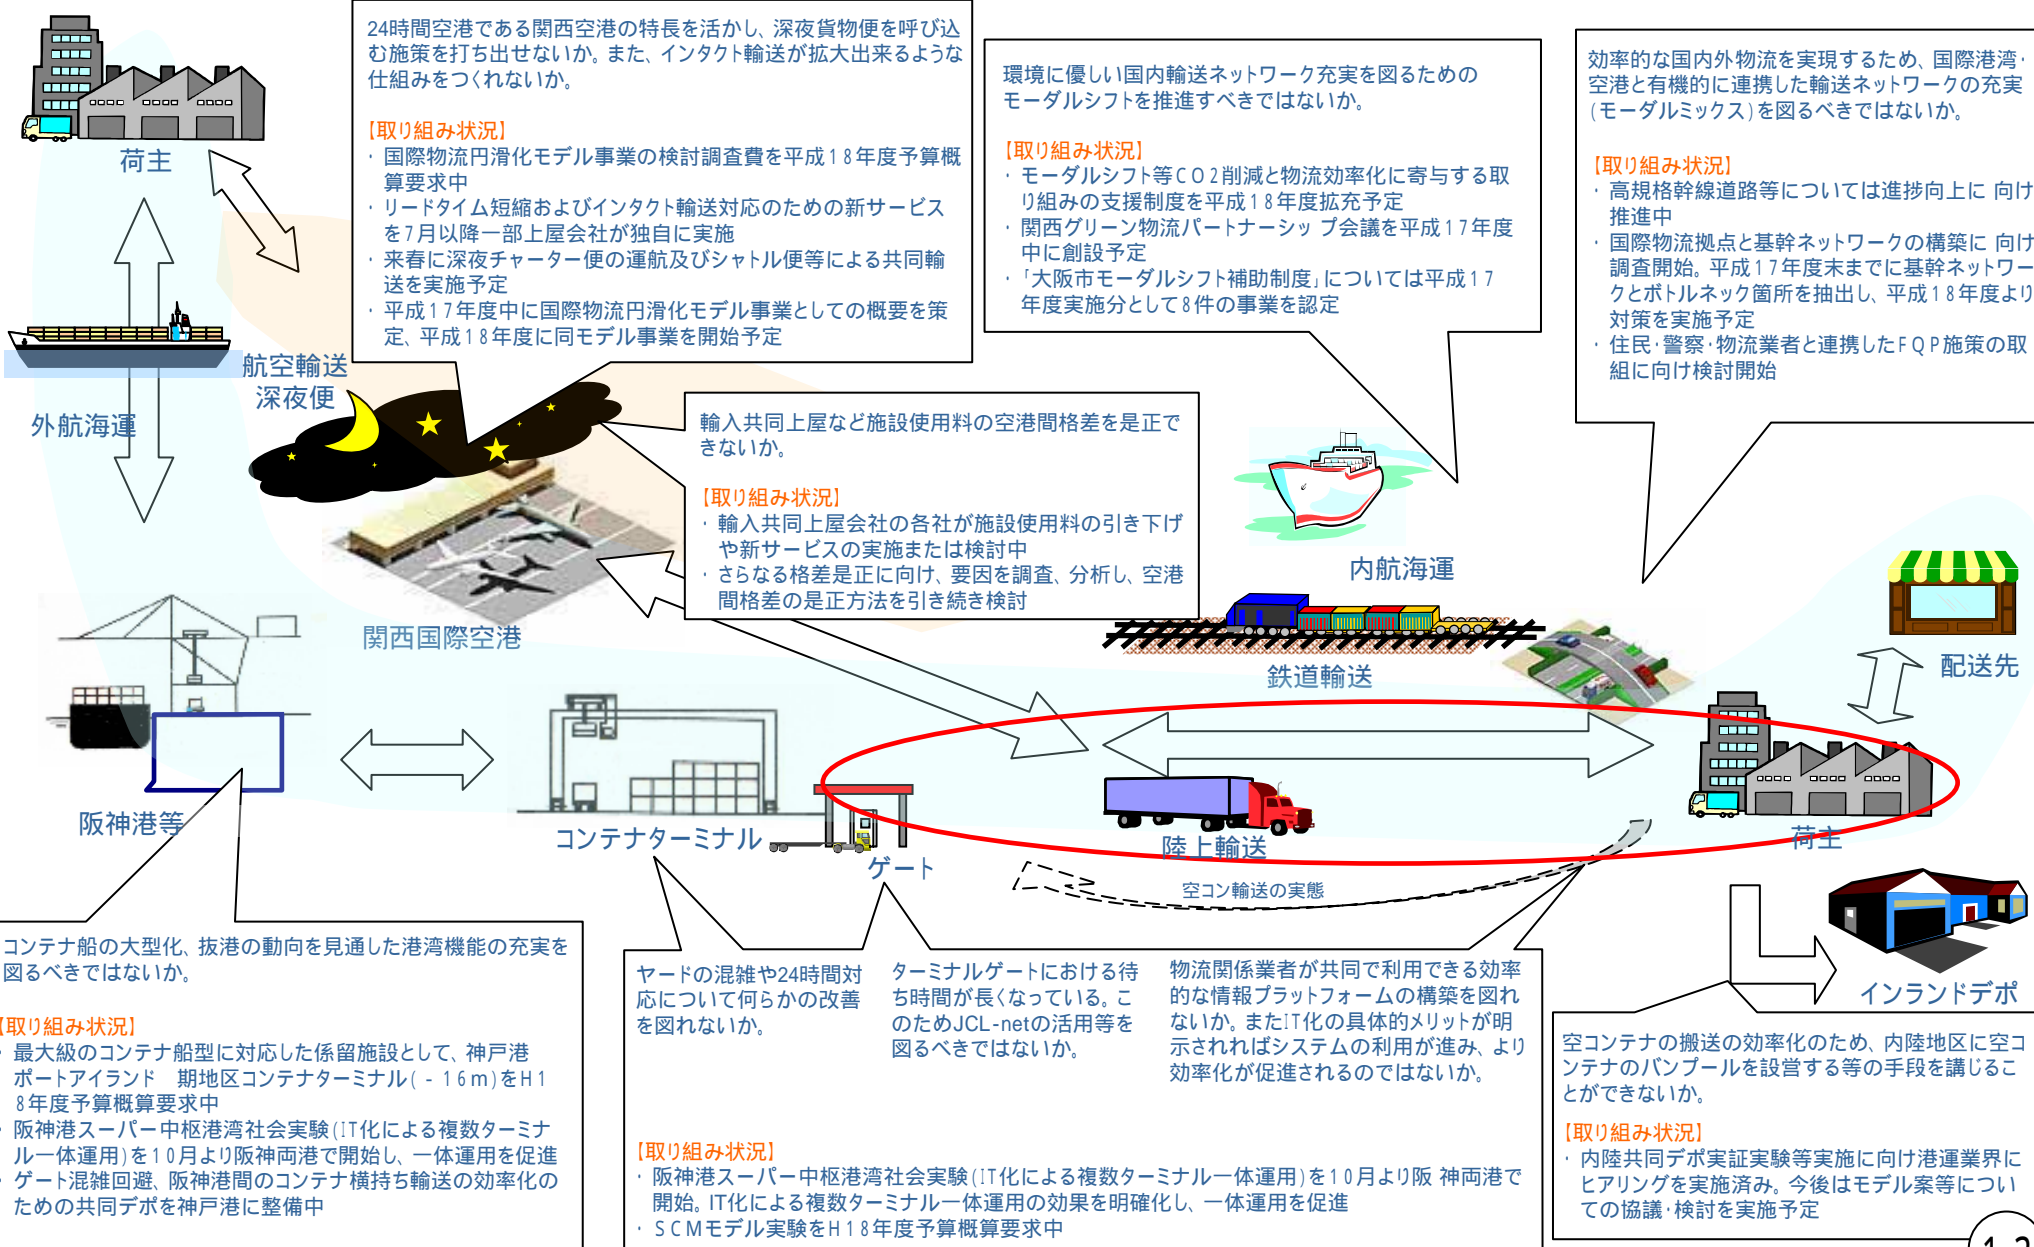 24時間空港である関西空港の特長を活かし、深夜貨物便を呼び込
む施策を打ち出せないか。また、インタクト輸送が拡大出来るような
仕組みをつくれないか。
【取り組み状況】
・国際物流円滑化モデル事業の検討調査費を平成18年度予算概
算要求中
・リードタイム短縮およびインタクト輸送対応のための新サービス
を7月以降一部上屋会社が独自に実施
・来春に深夜チャーター便の運航及びシャトル便等による共同輸
送を実施予定
・平成17年度中に国際物流円滑化モデル事業としての概要を策
定、平成18年度に同モデル事業を開始予定
環境に優しい国内輸送ネットワーク充実を図るための
モーダルシフトを推進すべきではないか。
【取り組み状況】
・モーダルシフト等CO2削減と物流効率化に寄与する取
り組みの支援制度を平成18年度拡充予定
・関西グリーン物流パートナーシップ会議を平成17年度
中に創設予定
・「大阪市モーダルシフト補助制度」については平成17
年度実施分として8件の事業を認定
効率的な国内外物流を実現するため、国際港湾・
空港と有機的に連携した輸送ネットワークの充実
(モーダルミックス)を図るべきではないか。
【取り組み状況】
・高規格幹線道路等については進捗向上に向け
推進中
・国際物流拠点と基幹ネットワークの構築に向け
調査開始。平成17年度末までに基幹ネットワー
クとボトルネック箇所を抽出し、平成18年度より
対策を実施予定
・住民・警察・物流業者と連携したFQP施策の取
組に向け検討開始
荷主
航空輸送
深夜便
外航海運
輸入共同上屋など施設使用料の空港間格差を是正で
きないか。
【取り組み状況】
・輸入共同上屋会社の各社が施設使用料の引き下げ
や新サービスの実施または検討中
・さらなる格差是正に向け、要因を調査、分析し、空港
間格差の是正方法を引き続き検討
内航海運
関西国際空港
鉄道輸送
配送先
阪神港等
コンテナターミナル
ゲート
陸上輸送
荷主
空コン輸送の実態
インランドデポ
コンテナ船の大型化、抜港の動向を見通した港湾機能の充実を
図るべきではないか。
【取り組み状況】
・最大級のコンテナ船型に対応した係留施設として、神戸港
ポートアイランド　期地区コンテナターミナル(-16m)をH1
8年度予算概算要求中
・阪神港スーパー中枢港湾社会実験(IT化による複数ターミナ
ル一体運用)を10月より阪神両港で開始し、一体運用を促進
・ゲート混雑回避、阪神港間のコンテナ横持ち輸送の効率化の
ための共同デポを神戸港に整備中
ヤードの混雑や24時間対
応について何らかの改善
を図れないか。
ターミナルゲートにおける待
ち時間が長くなっている。こ
のためJCL-netの活用等を
図るべきではないか。
物流関係業者が共同で利用できる効率
的な情報プラットフォームの構築を図れ
ないか。またIT化の具体的メリットが明
示されればシステムの利用が進み、より
効率化が促進されるのではないか。
【取り組み状況】
・阪神港スーパー中枢港湾社会実験(IT化による複数ターミナル一体運用)を10月より阪神両港で
開始。IT化による複数ターミナル一体運用の効果を明確化し、一体運用を促進
・SCMモデル実験をH18年度予算概算要求中
空コンテナの搬送の効率化のため、内陸地区に空コ
ンテナのバンプールを設営する等の手段を講じるこ
とができないか。
【取り組み状況】
・内陸共同デポ実証実験等実施に向け港運業界に
ヒアリングを実施済み。今後はモデル案等につい
ての協議・検討を実施予定